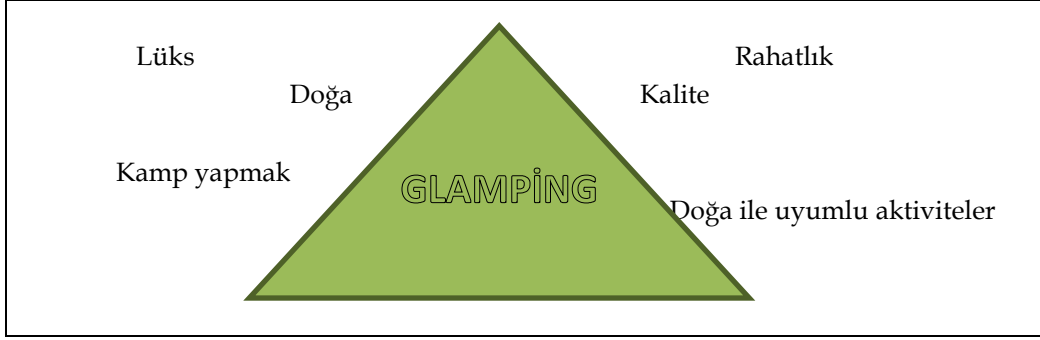 Lüks
Rahatlık
Doğa
Kalite
Kamp yapmak
GLAMPİNG
Doğa ile uyumlu aktiviteler